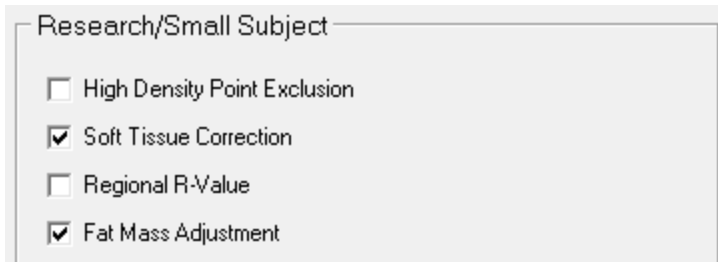 Research/Small Subject
High Density Point Exclusion
Soft Tissue Correction
Regional R-Value
Fat Mass Adjustment